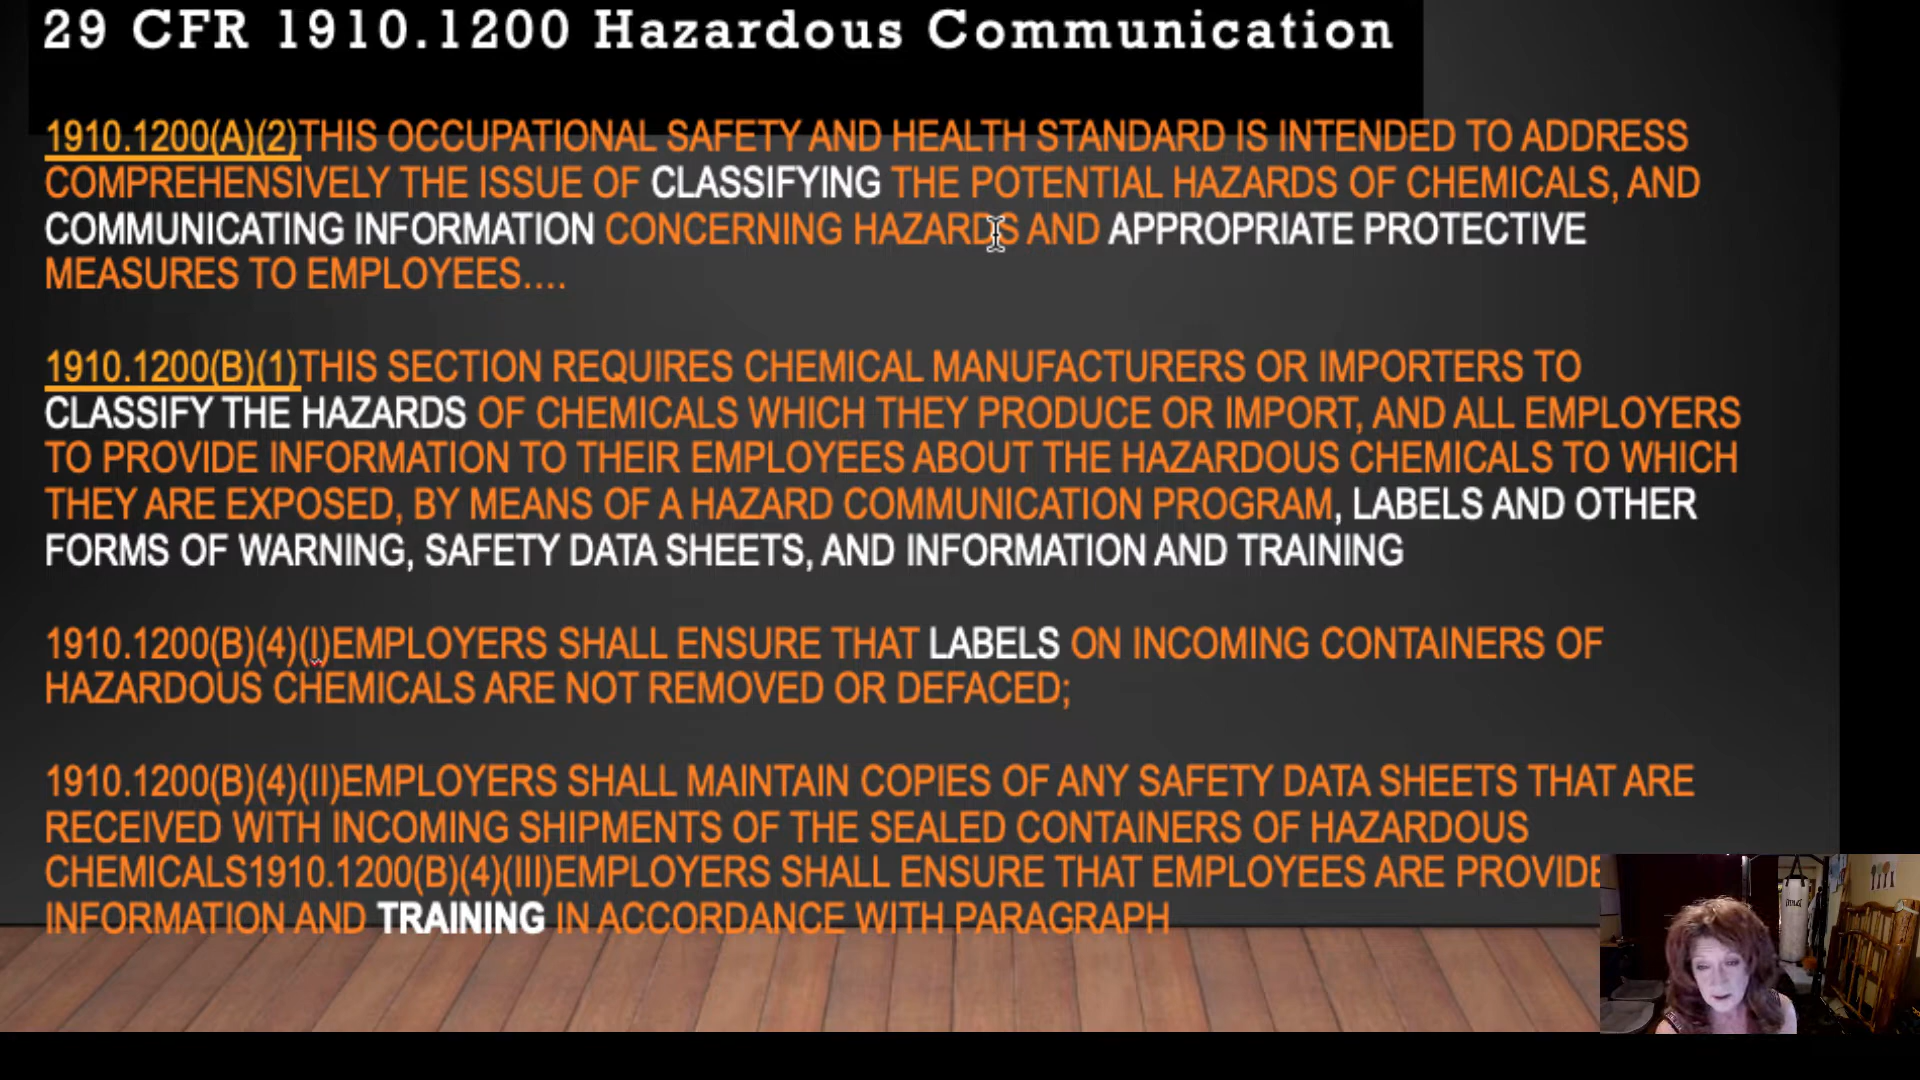 29 CFR 1910.1200 Hazardous Communication
1910.1200(A)(2)THIS OCCUPATIONAL SAFETY AND HEALTH STANDARD IS INTENDED TO ADDRESS
COMPREHENSIVELY THE ISSUE OF CLASSIFYING THE POTENTIAL HAZARDS OF CHEMICALS, AND
COMMUNICATING INFORMATION CONCERNING HAZARDS AND APPROPRIATE PROTECTIVE
MEASURES TO EMPLOYEES....
1910.1200(B)(1)THIS SECTION REQUIRES CHEMICAL MANUFACTURERS OR IMPORTERS TO
CLASSIFY THE HAZARDS OF CHEMICALS WHICH THEY PRODUCE OR IMPORT, AND ALL EMPLOYERS
TO PROVIDE INFORMATION TO THEIR EMPLOYEES ABOUT THE HAZARDOUS CHEMICALS TO WHICH
THEY ARE EXPOSED, BY MEANS OF A HAZARD COMMUNICATION PROGRAM, LABELS AND OTHER
FORMS OF WARNING, SAFETY DATA SHEETS, AND INFORMATION AND TRAINING
1910.1200(B)(4)(I)EMPLOYERS SHALL ENSURE THAT LABELS ON INCOMING CONTAINERS OF
HAZARDOUS CHEMICALS ARE NOT REMOVED OR DEFACED;
1910.1200(B)(4)(II)EMPLOYERS SHALL MAINTAIN COPIES OF ANY SAFETY DATA SHEETS THAT ARE
RECEIVED WITH INCOMING SHIPMENTS OF THE SEALED CONTAINERS OF HAZARDOUS
CHEMICALS1910.1200(B)(4)(III)EMPLOYERS SHALL ENSURE THAT EMPLOYEES ARE PROVIDE
INFORMATION AND TRAINING IN ACCORDANCE WITH PARAGRAPH